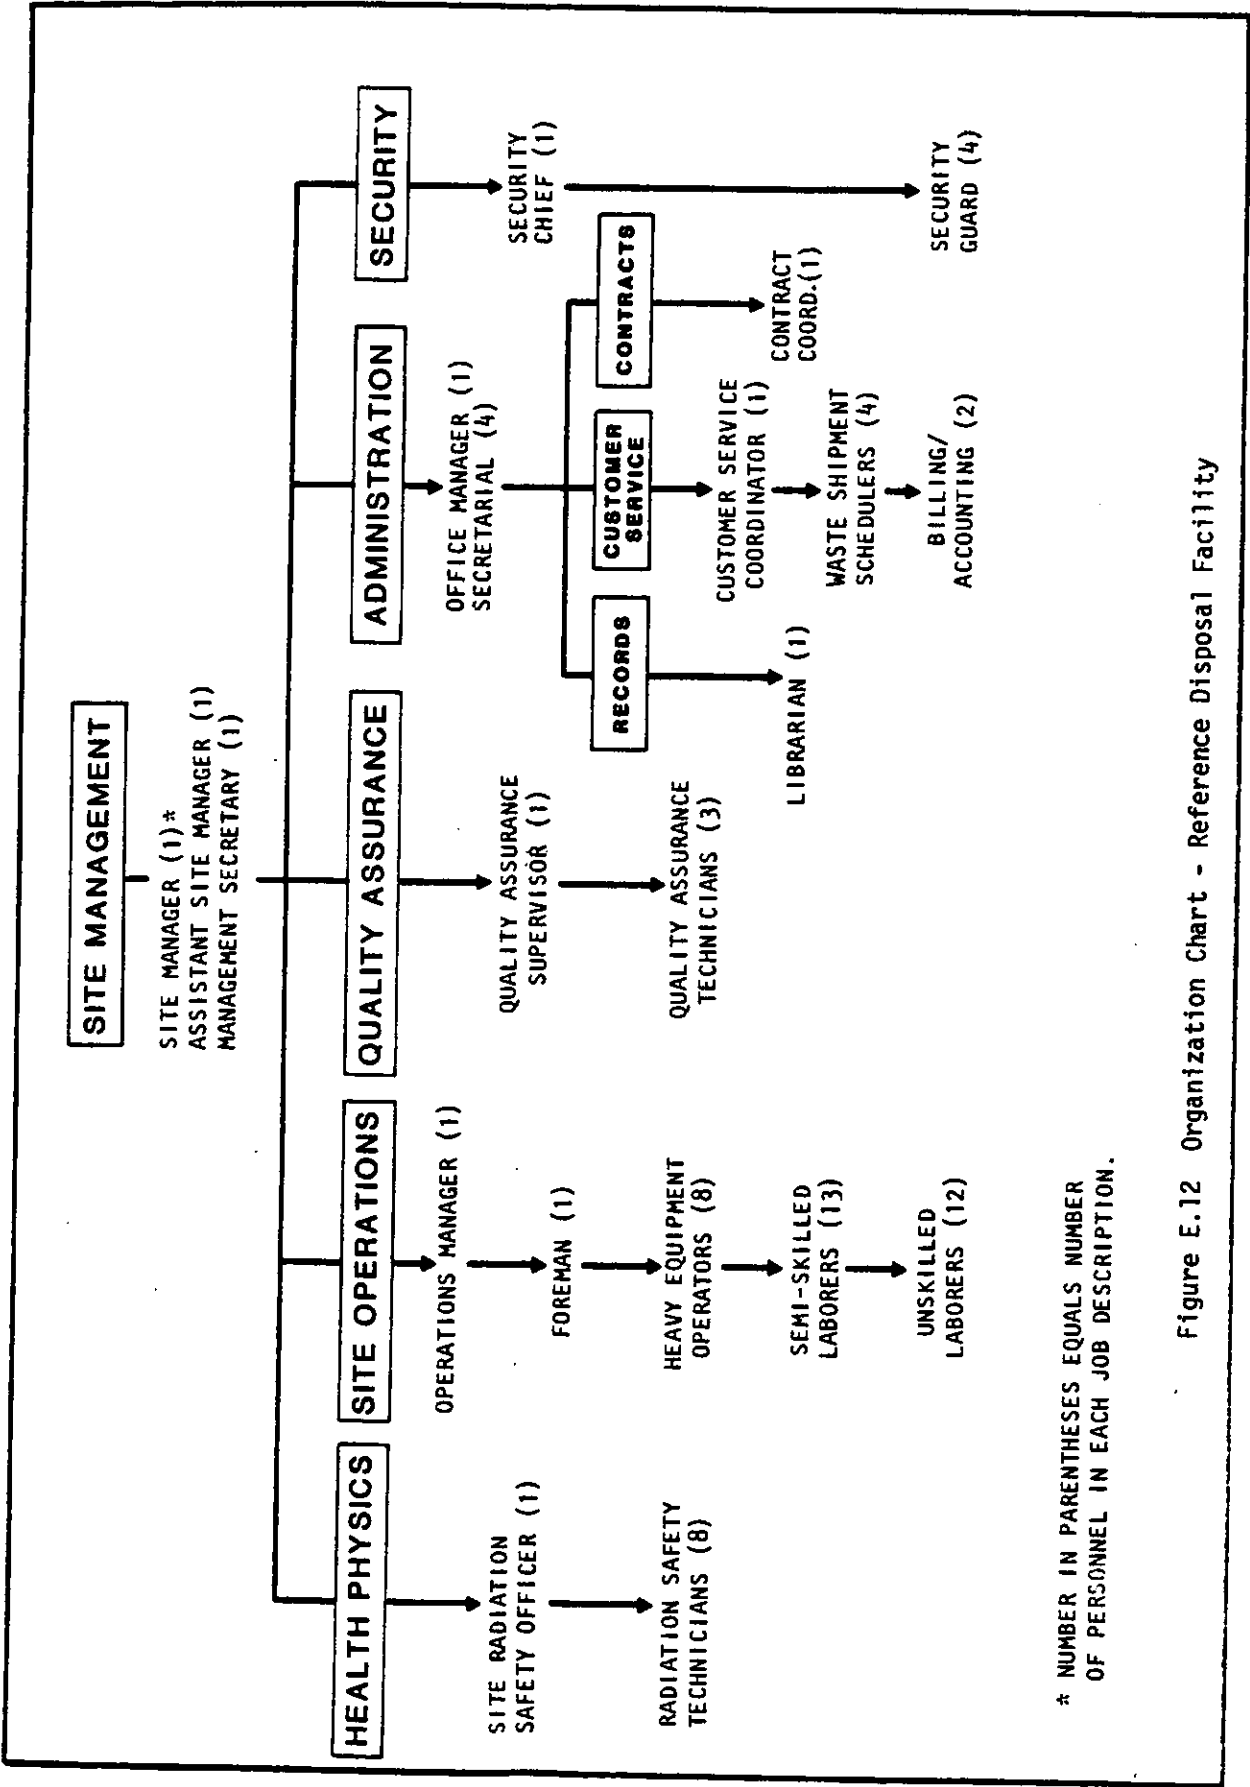 SITE MANAGEMENT
SITE MANAGER (1)*
ASSISTANT SITE MANAGER (1)
MANAGEMENT SECRETARY (1)
HEALTH PHYSICS
SITE RADIATION
SAFETY OFFICER (1)
RADIATION SAFETY
TECHNICIANS (8)
SITE OPERATIONS
OPERATIONS MANAGER (1)
FOREMAN (1)
HEAVY EQUIPMENT
OPERATORS (8)
SEMI-SKILLED
LABORERS (13)
UNSKILLED
LABORERS (12)
QUALITY ASSURANCE
QUALITY ASSURANCE
SUPERVISOR (1)
QUALITY ASSURANCE
TECHNICIANS (3)
ADMINISTRATION
OFFICE MANAGER (1)
SECRETARIAL (4)
RECORDS
LIBRARIAN (1)
CUSTOMER
SERVICE
CUSTOMER SERVICE
COORDINATOR (1)
WASTE SHIPMENT
SCHEDULERS (4)
BILLING/
ACCOUNTING (2)
CONTRACTS
CONTRACT
COORD.(1)
SECURITY
SECURITY
CHIEF (1)
SECURITY
GUARD (4)
* NUMBER IN PARENTHESES EQUALS NUMBER
OF PERSONNEL IN EACH JOB DESCRIPTION.
Figure E.12 Organization Chart - Reference Disposal Facility